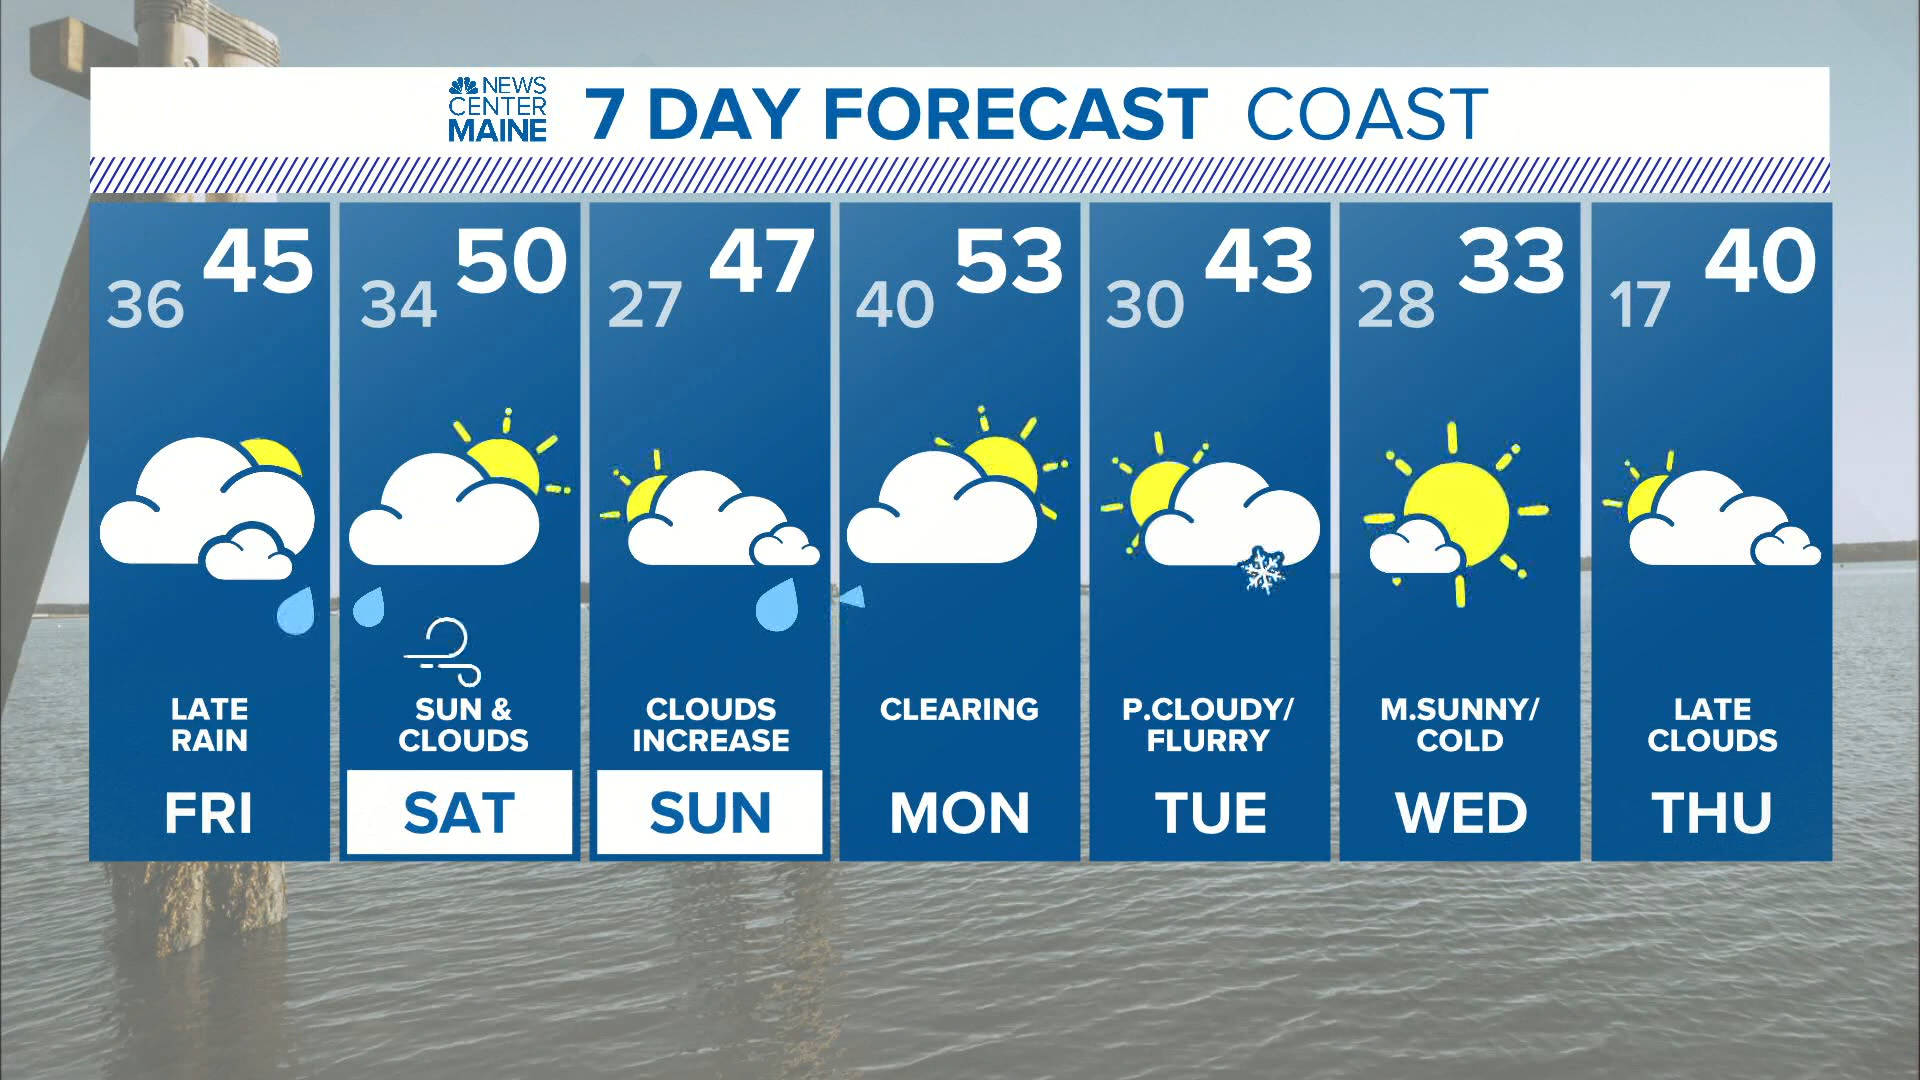 NEWS
CENTER
MAINE
7 DAY FORECAST COAST
36 45
34 50
27 47
40 53
30 43
28 33
17 40
LATE
RAIN
SUN &
CLOUDS
CLOUDS
INCREASE
CLEARING
P.CLOUDY/
FLURRY
M.SUNNY/
COLD
LATE
CLOUDS
FRI
SAT
SUN
MON
TUE
WED
THU